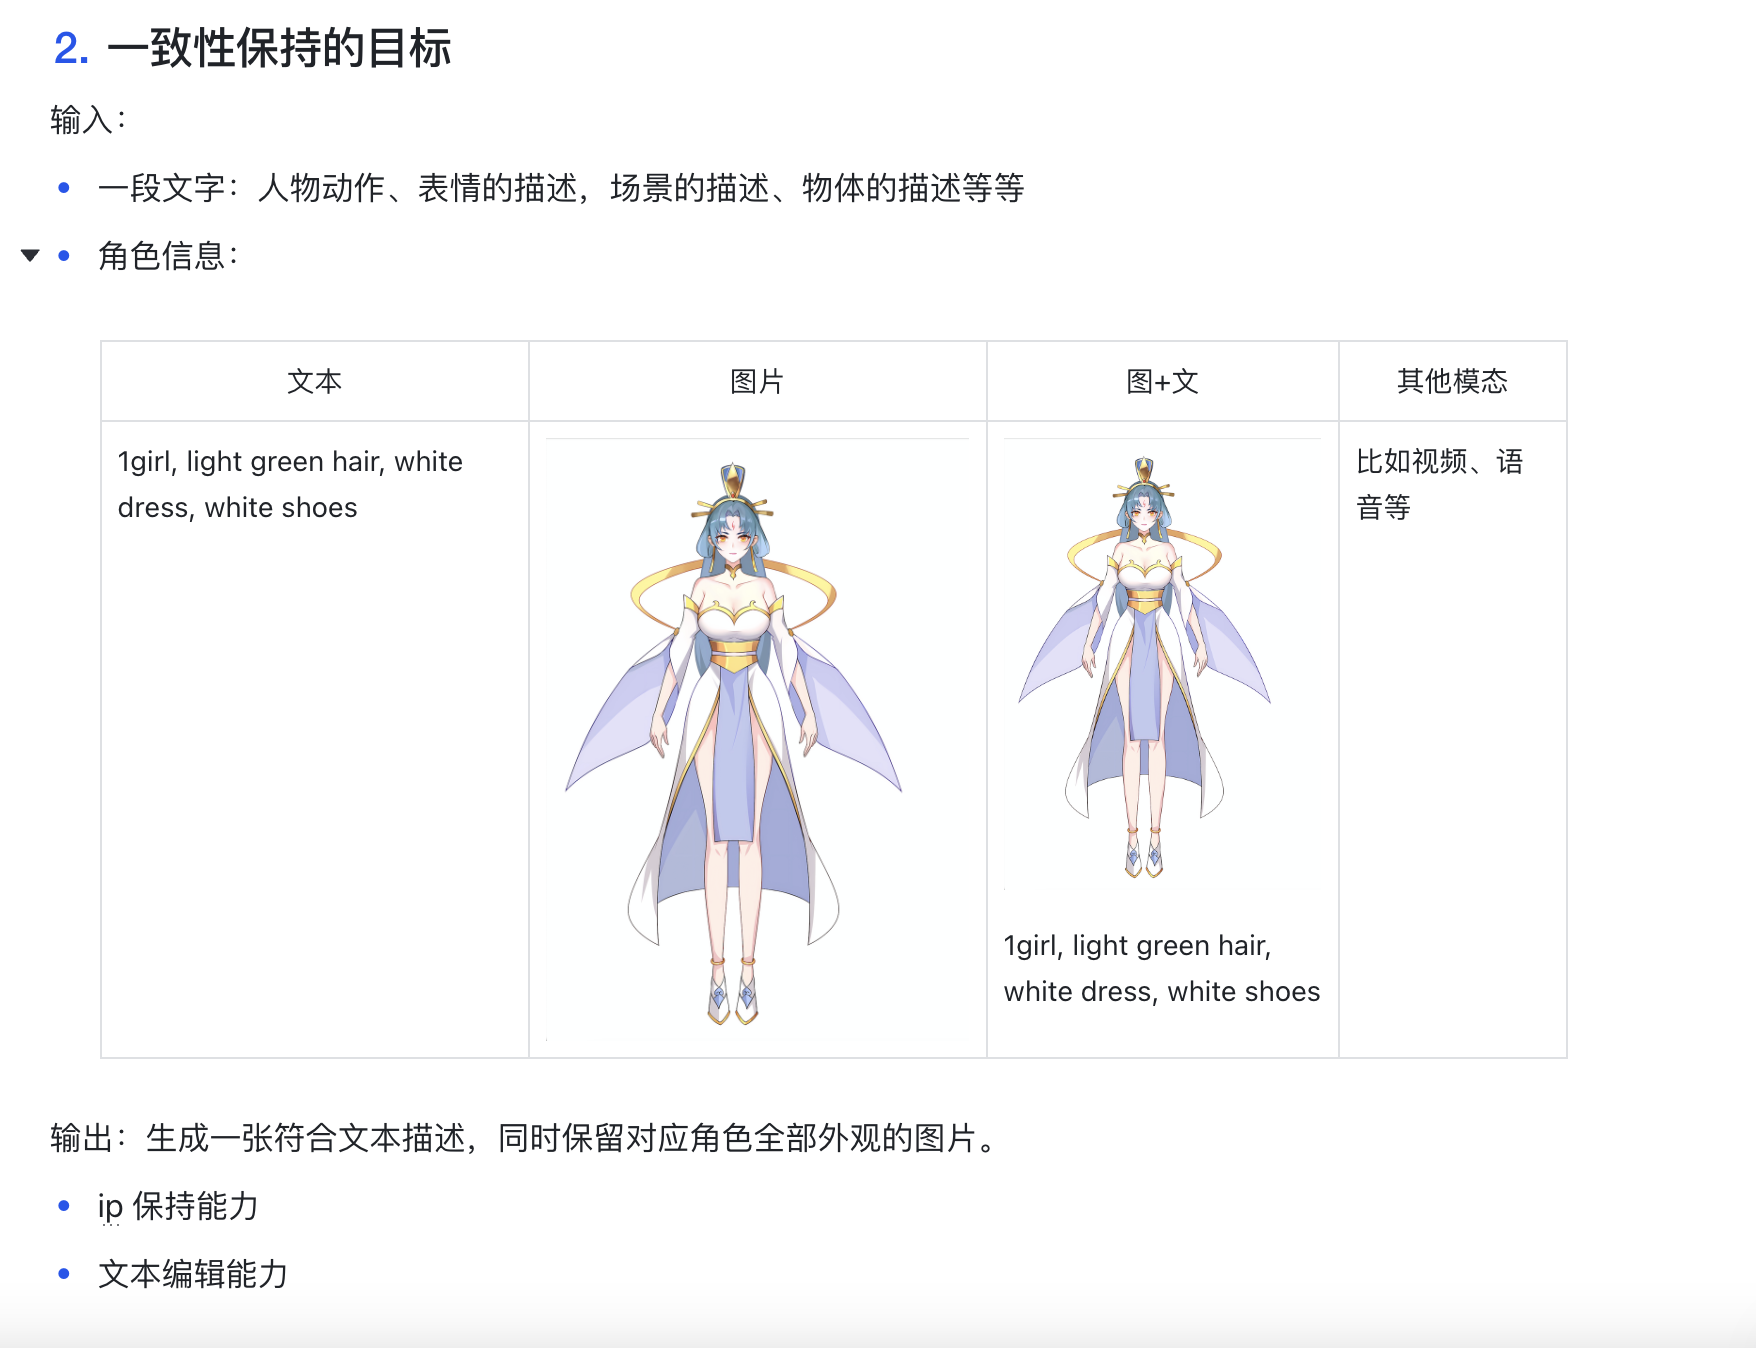 2. 一致性保持的目标
输入：
一段文字：人物动作、表情的描述，场景的描述、物体的描述等等
角色信息：
文本
图片
图+文
其他模态
1girl, light green hair, white
dress, white shoes
1girl, light green hair,
white dress, white shoes
比如视频、语
音等
输出：生成一张符合文本描述，同时保留对应角色全部外观的图片。
ip 保持能力
文本编辑能力